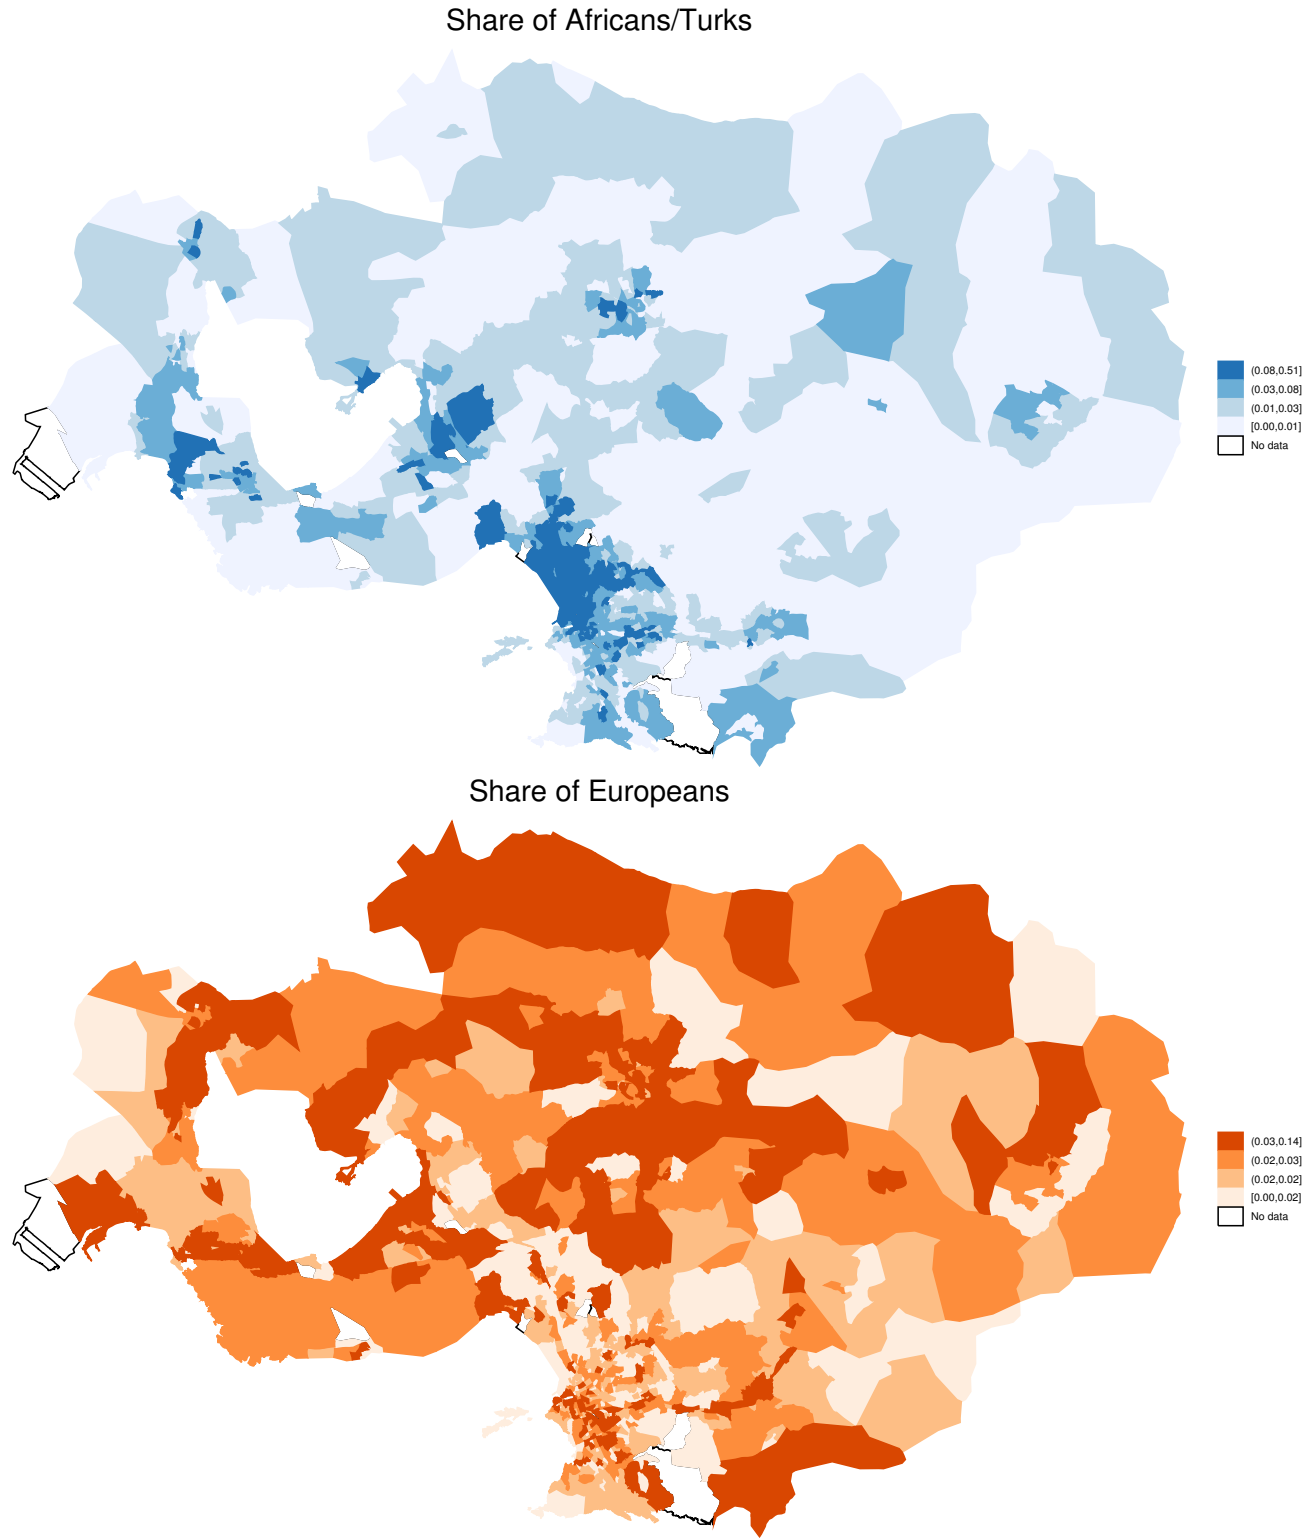 Share of Africans/Turks
(0.08,0.51]
(0.03,0.08]
(0.01,0.03]
[0.00,0.01]
No data
Share of Europeans
(0.03,0.14]
(0.02,0.03]
(0.02,0.02]
[0.00,0.02]
No data